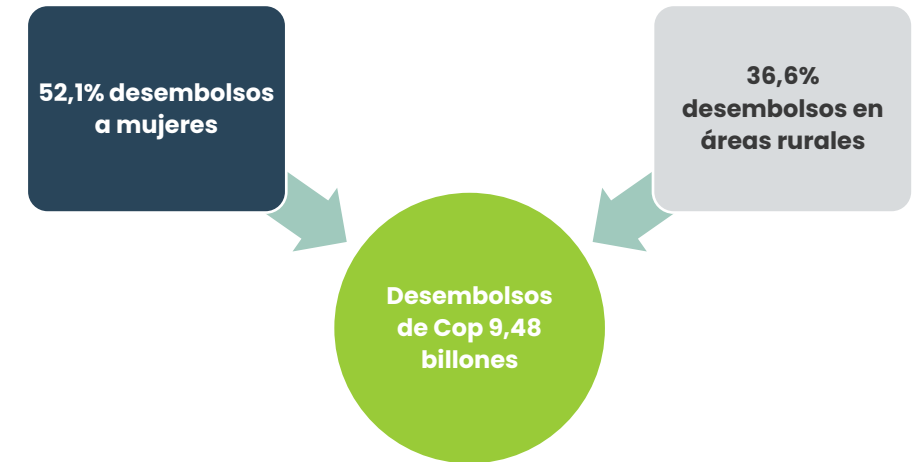 52,1% desembolsos
a mujeres
36,6%
desembolsos en
áreas rurales
Desembolsos
de Cop 9,48
billones